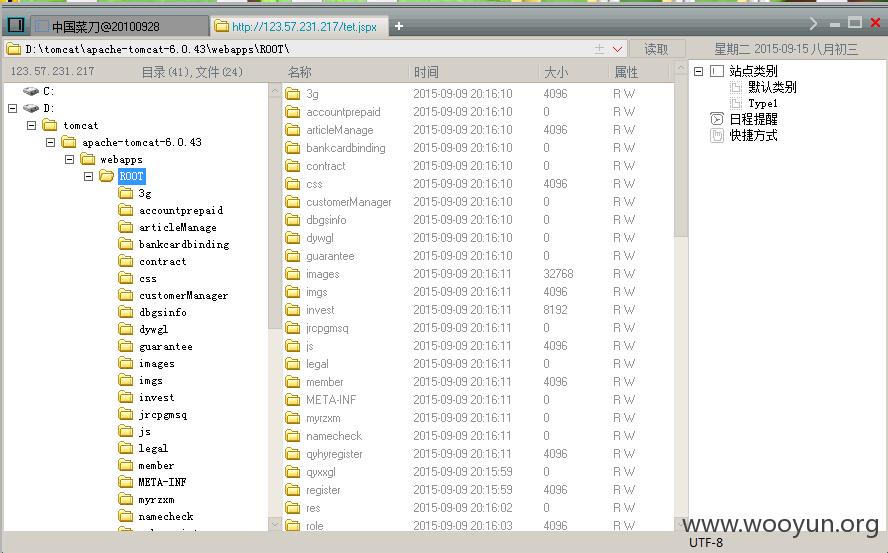 中国菜刀@20100928
http://123.57.231.217/tet.jspx
+
D:\tomcat\apache-tomcat-6.0.43\webapps\ROOT\
读取
星期二 2015-09-15 八月初三
123.57.231.217
目录(41),文件(24)
名称 时间 大小 属性
C:
D:
tomcat
apache-tomcat-6.0.43
webapps
ROOT
3g
accountprepaid
articleManage
bankcardbinding
contract
css
customerManager
dbgsinfo
dywgl
guarantee
images
imgs
invest
jrcpgmsq
js
legal
member
META-INF
myrzxm
namecheck
3g 2015-09-09 20:16:10 4096 R W
accountprepaid 2015-09-09 20:16:10 0 R W
articleManage 2015-09-09 20:16:10 4096 R W
bankcardbinding 2015-09-09 20:16:10 0 R W
contract 2015-09-09 20:16:10 0 R W
css 2015-09-09 20:16:10 4096 R W
customerManager 2015-09-09 20:16:10 0 R W
dbgsinfo 2015-09-09 20:16:10 0 R W
dywgl 2015-09-09 20:16:10 0 R W
guarantee 2015-09-09 20:16:10 0 R W
images 2015-09-09 20:16:11 32768 R W
imgs 2015-09-09 20:16:11 4096 R W
invest 2015-09-09 20:16:11 8192 R W
jrcpgmsq 2015-09-09 20:16:11 0 R W
js 2015-09-09 20:16:11 4096 R W
legal 2015-09-09 20:16:11 0 R W
member 2015-09-09 20:16:11 4096 R W
META-INF 2015-09-09 20:16:11 0 R W
myrzxm 2015-09-09 20:16:11 0 R W
namecheck 2015-09-09 20:16:11 0 R W
qyhyregister 2015-09-09 20:16:11 4096 R W
qyxxgl 2015-09-09 20:15:59 0 R W
register 2015-09-09 20:15:59 4096 R W
res 2015-09-09 20:16:02 0 R W
role 2015-09-09 20:16:03 4096 R W
站点类别
默认类别
Type1
日程提醒
快捷方式
www.wooyun.org
UTF-8